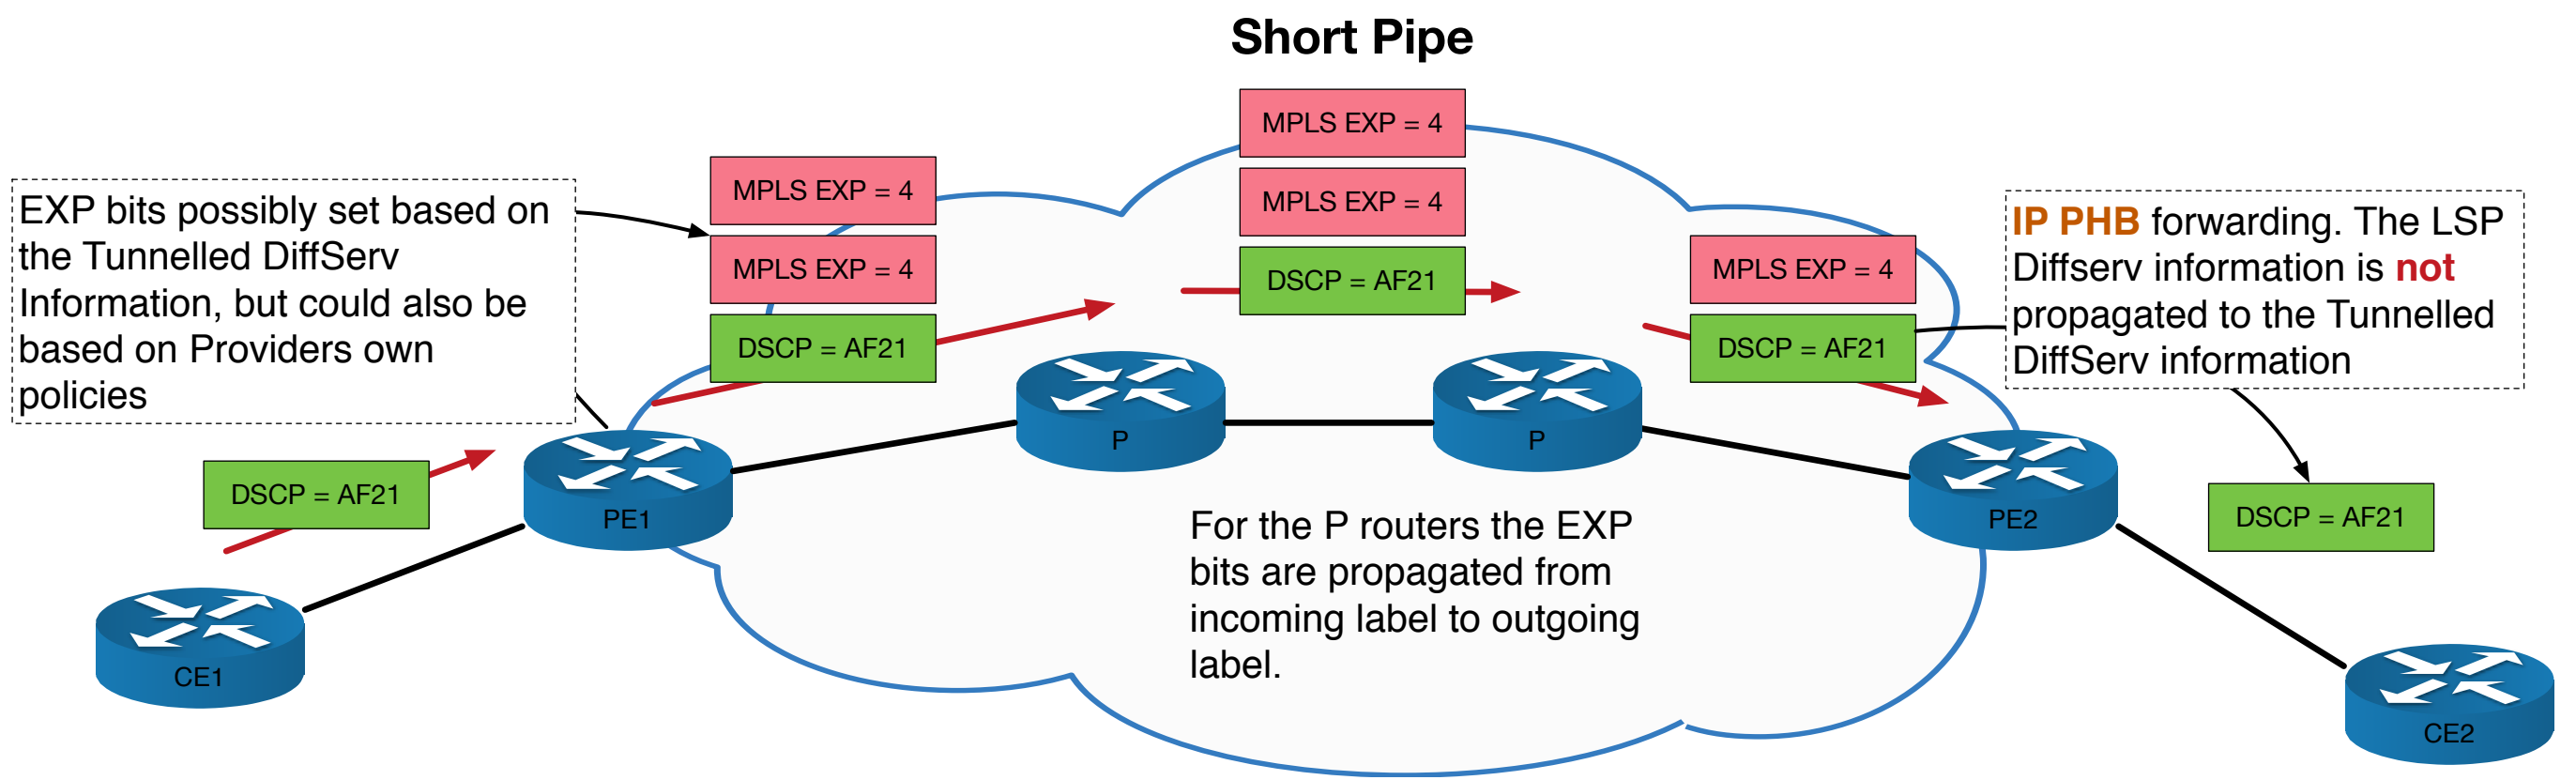 Short Pipe
EXP bits possibly set based on
the Tunnelled DiffServ
Information, but could also be
based on Providers own
policies
MPLS EXP = 4
MPLS EXP = 4
DSCP = AF21
MPLS EXP = 4
MPLS EXP = 4
DSCP = AF21
MPLS EXP = 4
DSCP = AF21
IP PHB forwarding. The LSP
Diffserv information is not
propagated to the Tunnelled
DiffServ information
DSCP = AF21
DSCP = AF21
CE1
PE1
P
P
PE2
CE2
For the P routers the EXP
bits are propagated from
incoming label to outgoing
label.